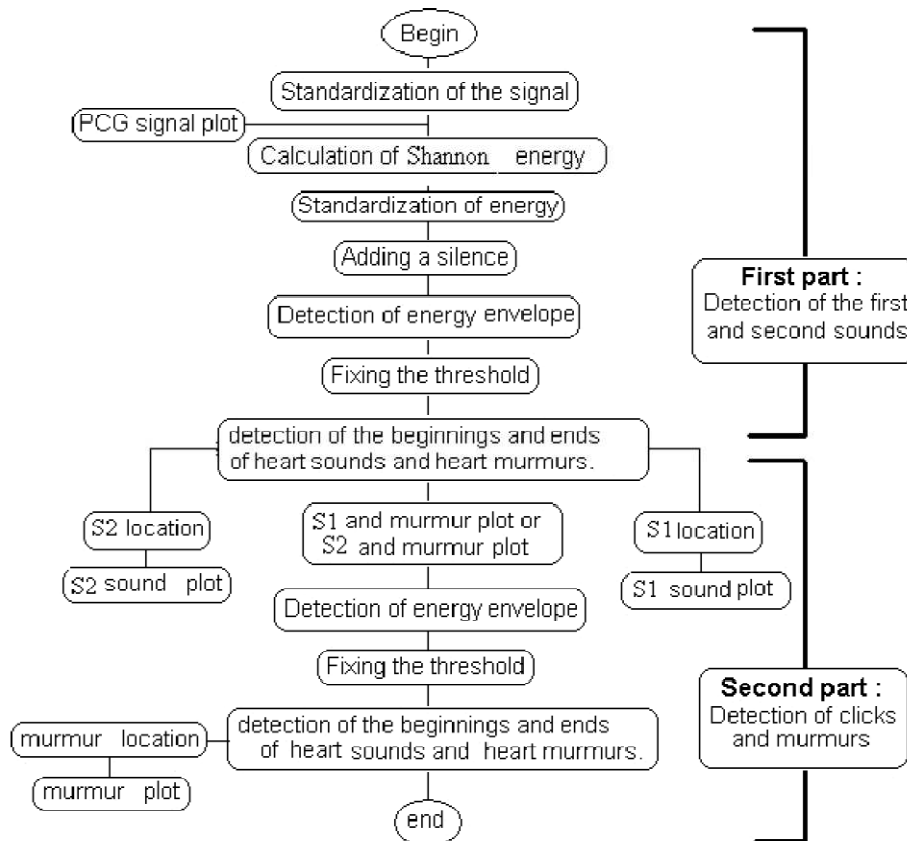 Begin
Standardization of the signal
PCG signal plot
Calculation of Shannon energy
Standardization of energy
Adding a silence
Detection of energy envelope
Fixing the threshold
First part :
Detection of the first
and second sounds
detection of the beginnings and ends
of heart sounds and heart murmurs.
S2 location
S2 sound plot
S1 and murmur plot or
S2 and murmur plot
S1 location
S1 sound plot
Detection of energy envelope
Fixing the threshold
Second part :
Detection of clicks
and murmurs
detection of the beginnings and ends
of heart sounds and heart murmurs.
murmur location
murmur plot
end